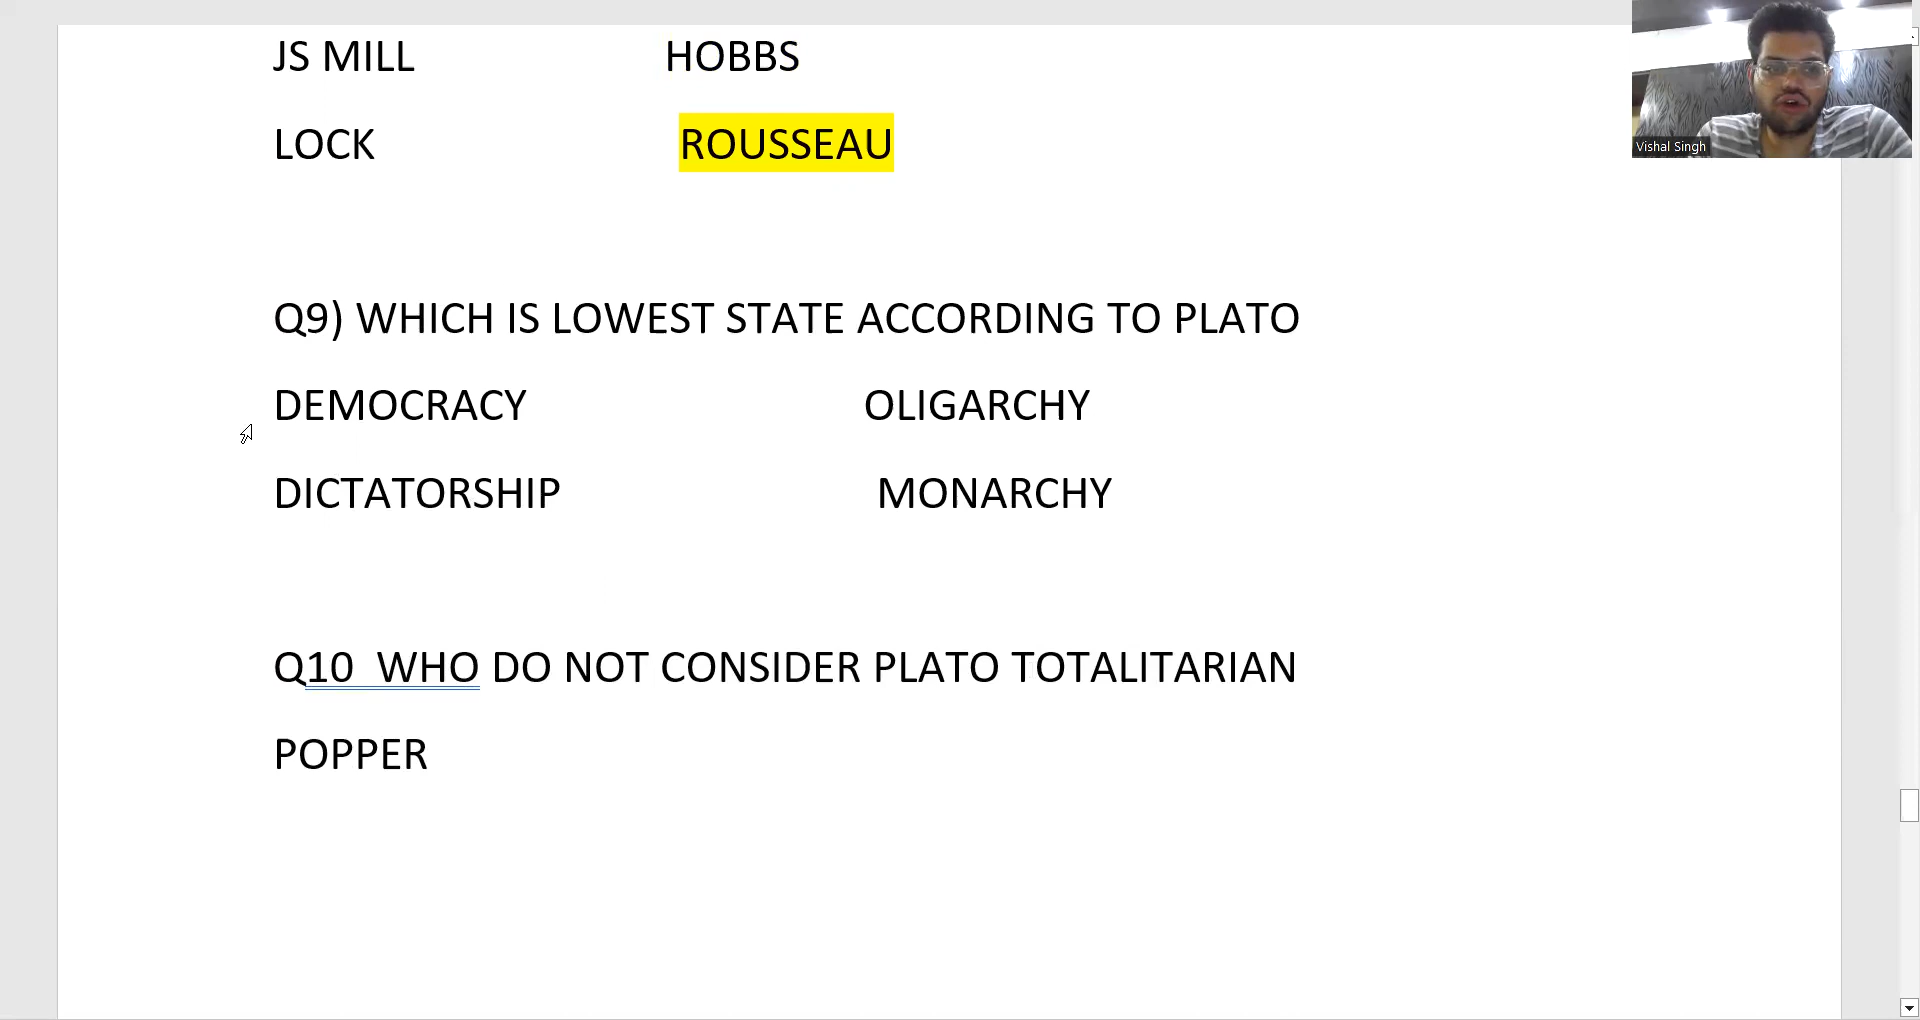 JS MILL HOBBS
LOCK ROUSSEAU
Vishal Singh
Q9) WHICH IS LOWEST STATE ACCORDING TO PLATO
DEMOCRACY OLIGARCHY
DICTATORSHIP MONARCHY
Q10 WHO DO NOT CONSIDER PLATO TOTALITARIAN
POPPER